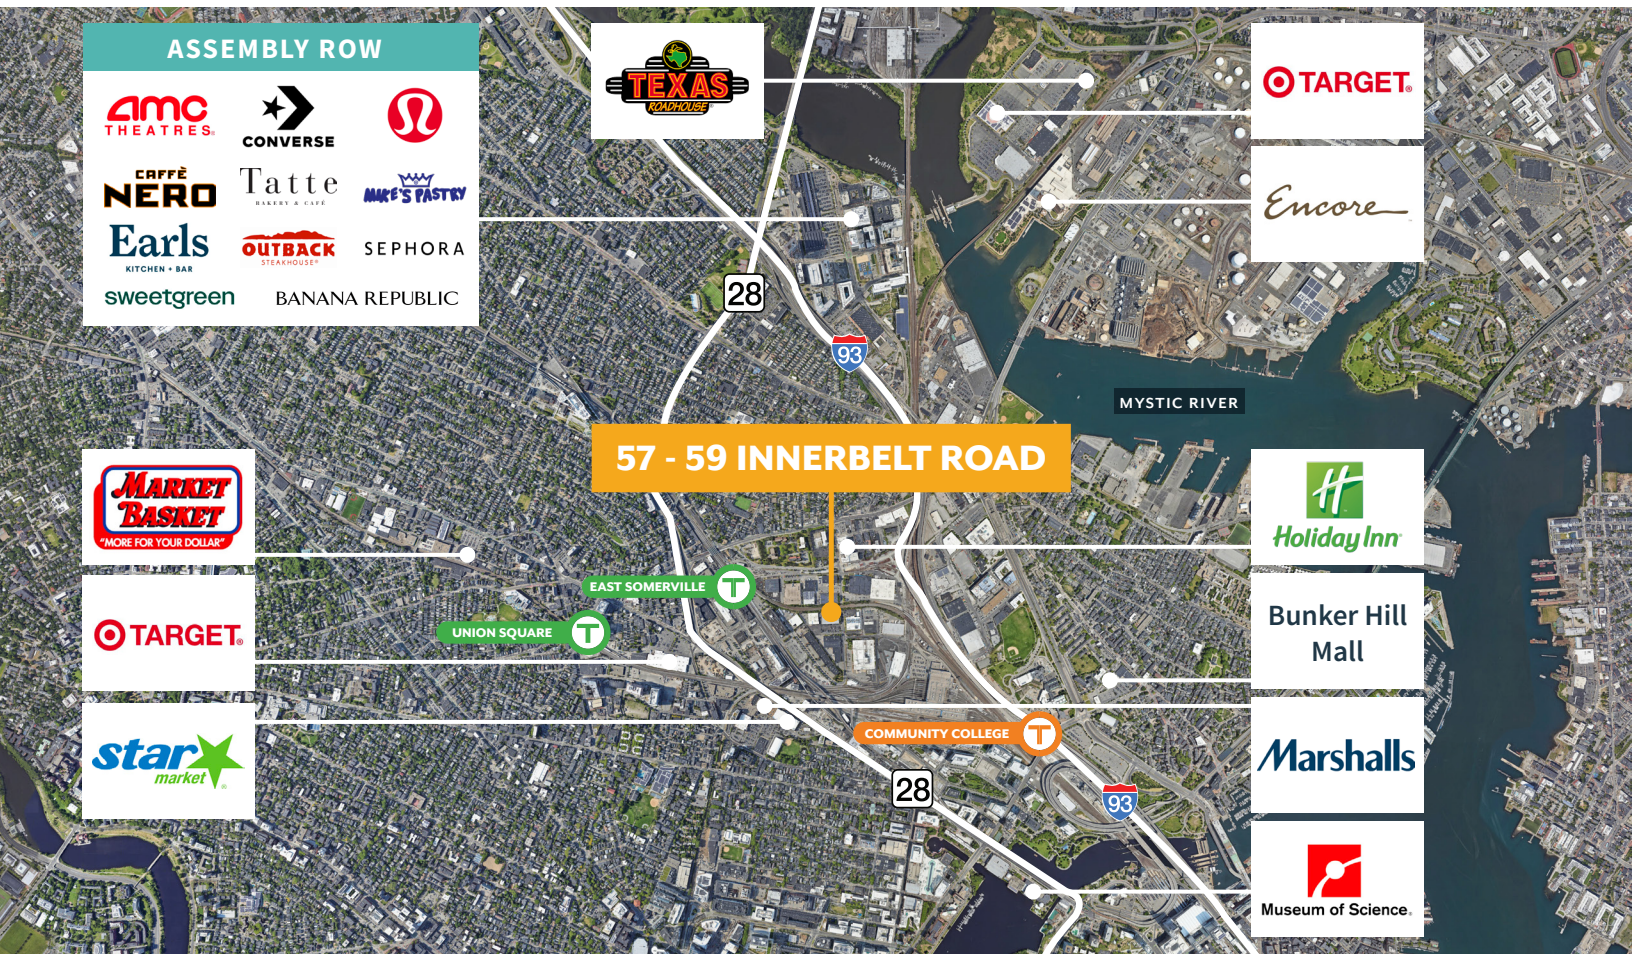 ASSEMBLY ROW
amc
THEATRES
CONVERSE
CAFFÈ
NERO
Tatte
BAKERY & CAFÉ
MIKE'S PASTRY
Earls
KITCHEN + BAR
OUTBACK
STEAKHOUSE®
SEPHORA
sweetgreen
BANANA REPUBLIC
TEXAS
ROADHOUSE
TARGET®
Encore
28
93
MYSTIC RIVER
57 - 59 INNERBELT ROAD
MARKET
BASKET
"MORE FOR YOUR DOLLAR"
TARGET®
star
market®
EAST SOMERVILLE T
UNION SQUARE T
COMMUNITY COLLEGE T
28
93
H
Holiday Inn®
Bunker Hill
Mall
Marshalls
Museum of Science®